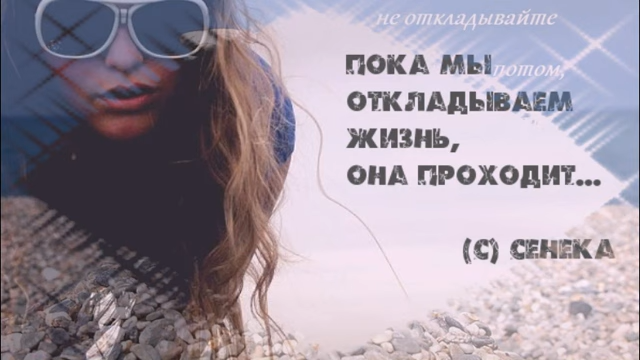 не откладывайте
ПОКА МЫ
потом,
ОТКЛАДЫВАЕМ
ЖИЗНЬ,
ОНА ПРОХОДИТ...
(С) СЕНЕКА